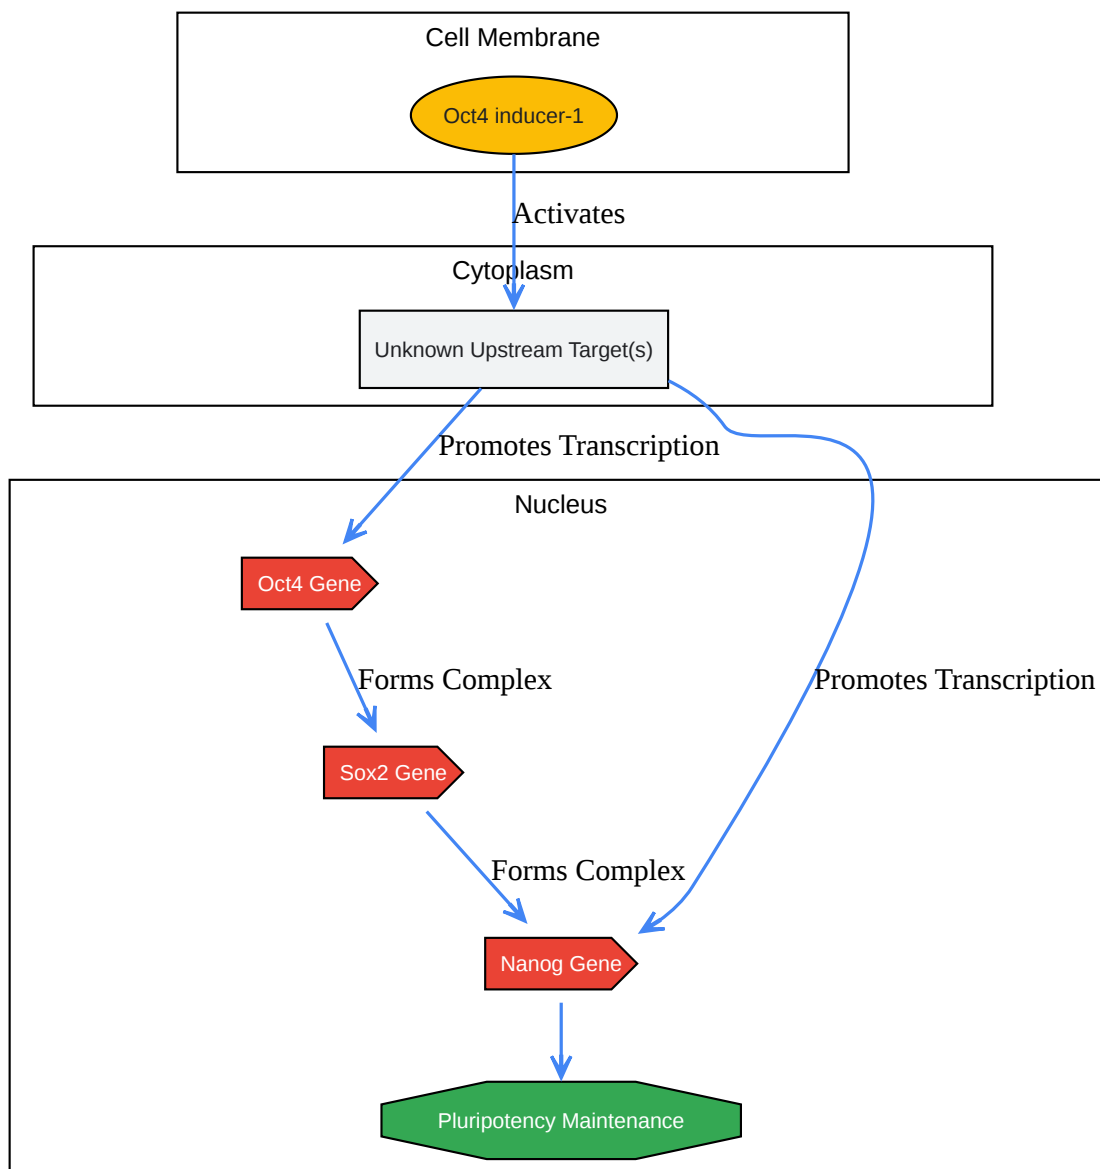 Cell Membrane
Oct4 inducer-1
Activates
Cytoplasm
Unknown Upstream Target(s)
Promotes Transcription
Nucleus
Oct4 Gene
Forms Complex
Promotes Transcription
Sox2 Gene
Forms Complex
Nanog Gene
Pluripotency Maintenance